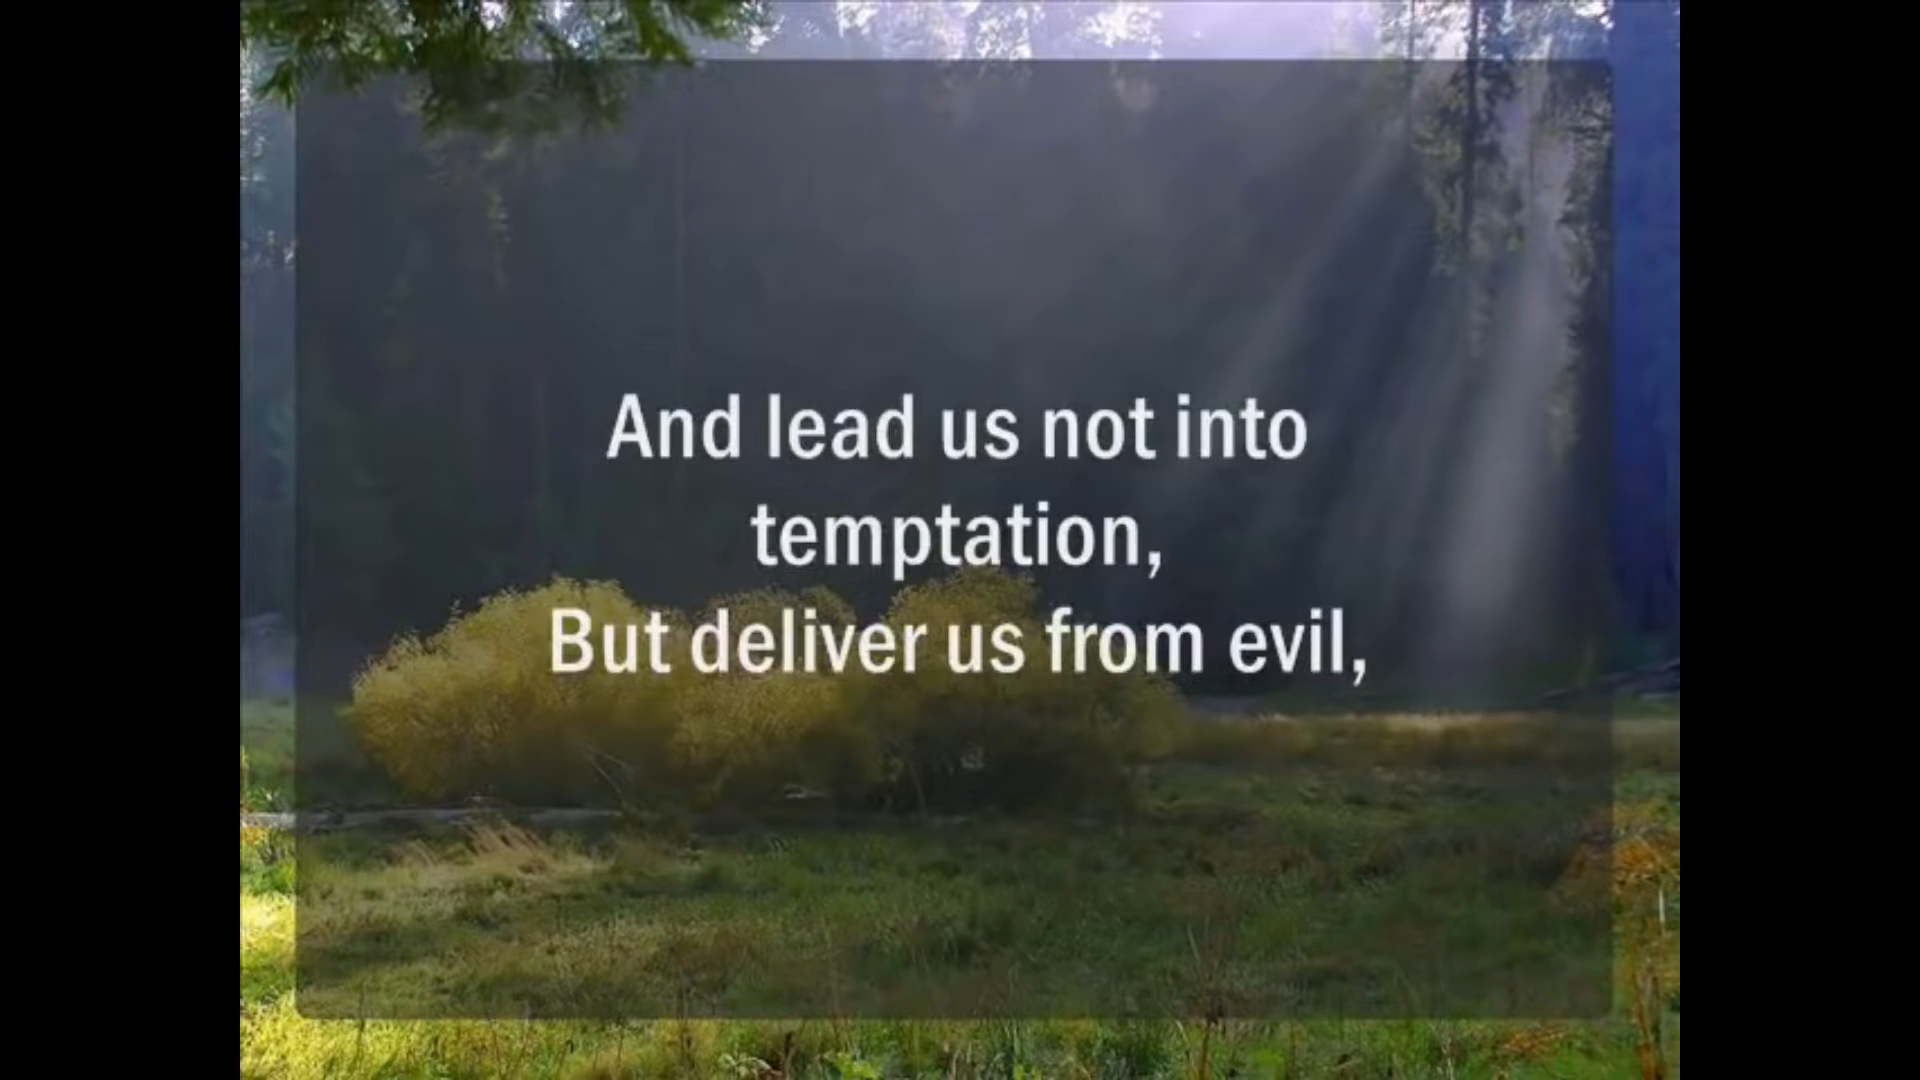 And lead us not into
temptation,
But deliver us from evil,